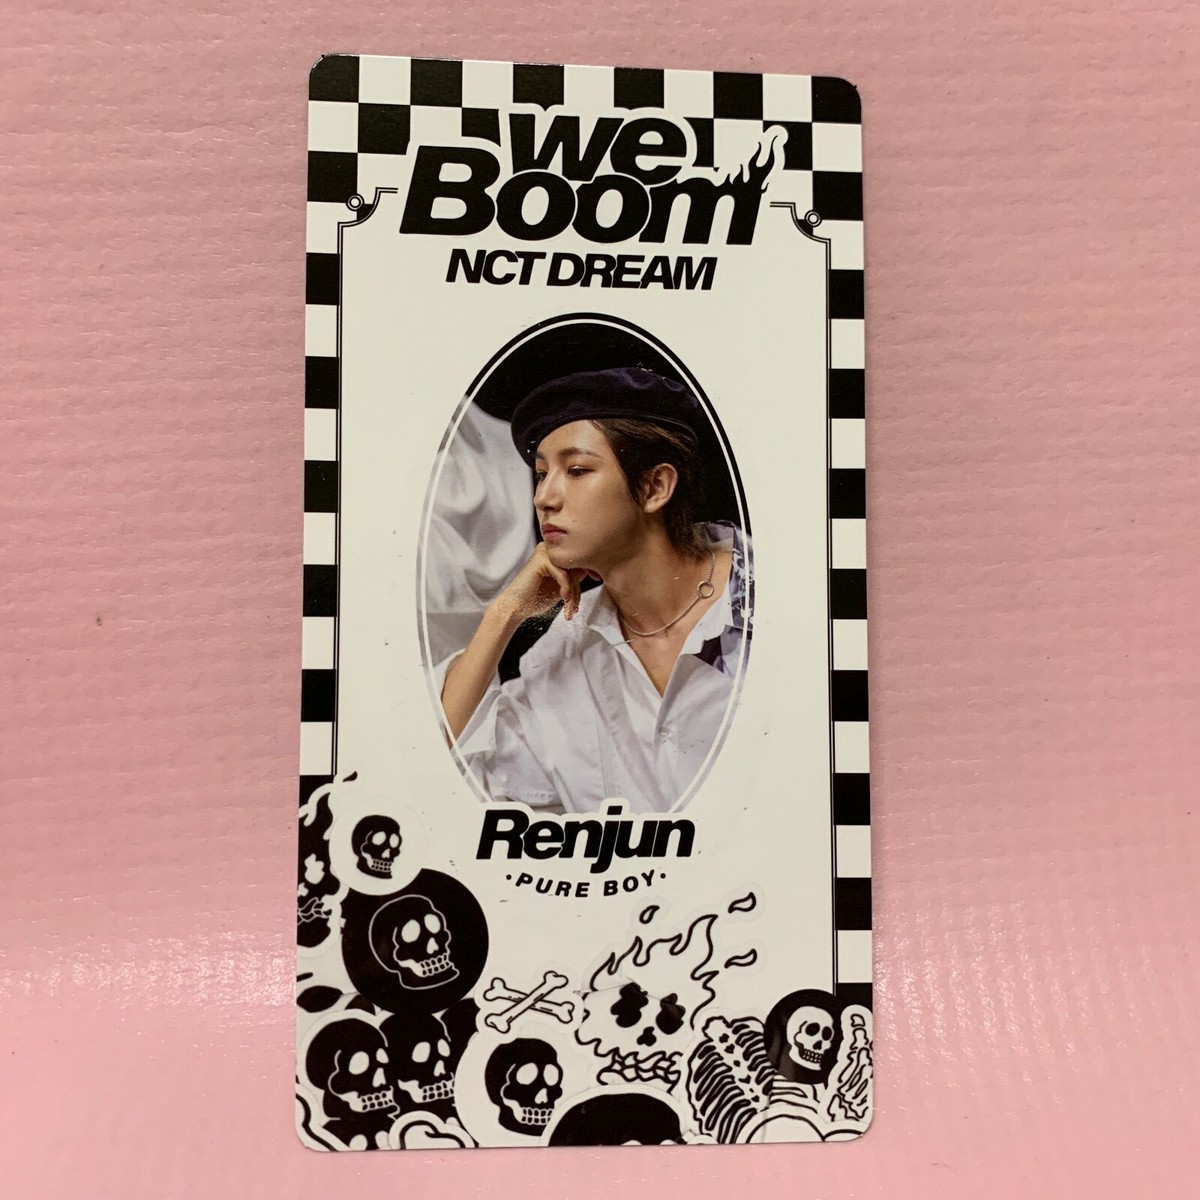 we
Boom
NCT DREAM
Renjun
·PURE BOY·